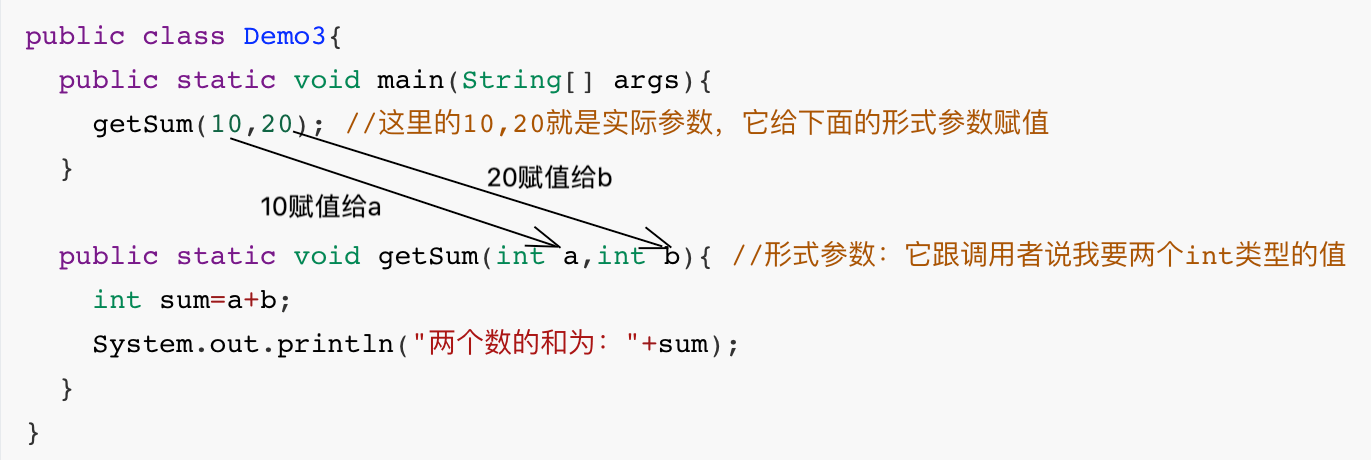 public class Demo3{
public static void main(String[] args){
getSum(10,20); //这里的10,20就是实际参数，它给下面的形式参数赋值
}
20赋值给b
10赋值给a
public static void getSum(int a,int b){ //形式参数：它跟调用者说我要两个int类型的值
int sum=a+b;
System.out.println("两个数的和为："+sum);
}
}